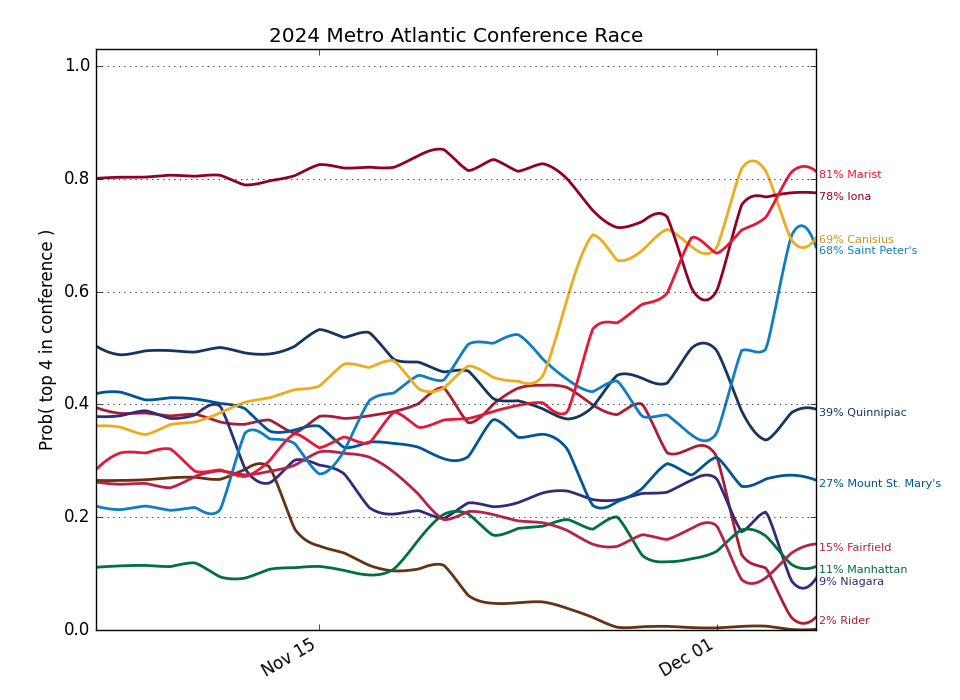 2024 Metro Atlantic Conference Race
Prob( top 4 in conference )
1.0
0.8
0.6
0.4
0.2
0.0
Nov 15
Dec 01
81% Marist
78% Iona
69% Canisius
68% Saint Peter's
39% Quinnipiac
27% Mount St. Mary's
15% Fairfield
11% Manhattan
9% Niagara
2% Rider